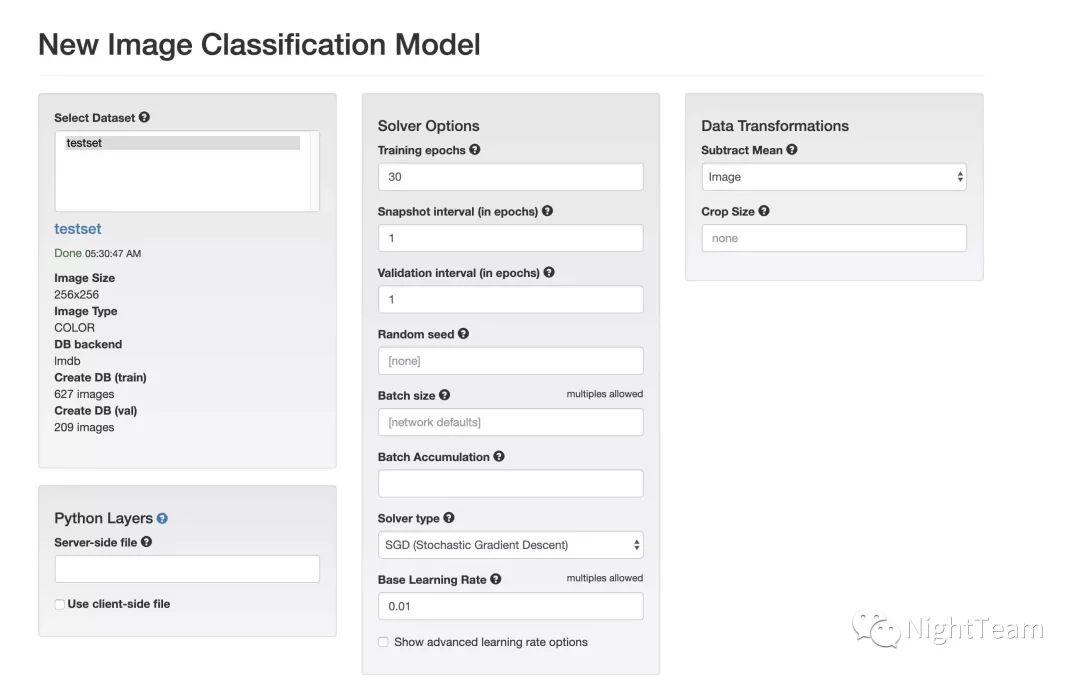 New Image Classification Model
Select Dataset
testset
testset
Done 05:30:47 AM
Image Size
256x256
Image Type
COLOR
DB backend
lmdb
Create DB (train)
627 images
Create DB (val)
209 images
Python Layers
Server-side file
Use client-side file
Solver Options
Training epochs
30
Snapshot interval (in epochs)
1
Validation interval (in epochs)
1
Random seed
[none]
Batch size multiples allowed
[network defaults]
Batch Accumulation
Solver type
SGD (Stochastic Gradient Descent)
Base Learning Rate multiples allowed
0.01
Show advanced learning rate options
Data Transformations
Subtract Mean
Image
Crop Size
none
NightTeam